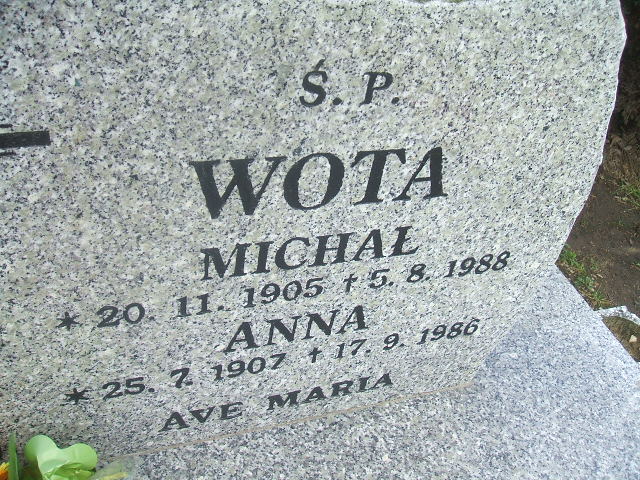 Ś. P.
WOTA
MICHAŁ
* 20. 11. 1905 † 5. 8. 1988
ANNA
* 25. 7. 1907 † 17. 9. 1986
AVE MARIA